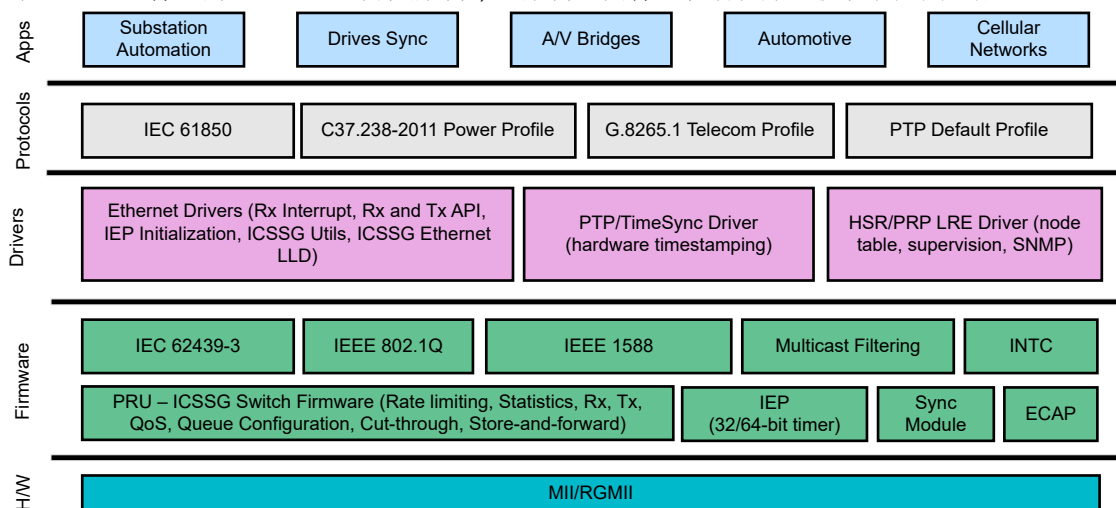 Apps
Substation
Automation
Drives Sync
A/V Bridges
Automotive
Cellular
Networks
Protocols
IEC 61850
C37.238-2011 Power Profile
G.8265.1 Telecom Profile
PTP Default Profile
Drivers
Ethernet Drivers (Rx Interrupt, Rx and Tx API,
IEP Initialization, ICSSG Utils, ICSSG Ethernet
LLD)
PTP/TimeSync Driver
(hardware timestamping)
HSR/PRP LRE Driver (node
table, supervision, SNMP)
Firmware
IEC 62439-3
IEEE 802.1Q
IEEE 1588
Multicast Filtering
INTC
PRU – ICSSG Switch Firmware (Rate limiting, Statistics, Rx, Tx,
QoS, Queue Configuration, Cut-through, Store-and-forward)
IEP
(32/64-bit timer)
Sync
Module
ECAP
H/W
MII/RGMII